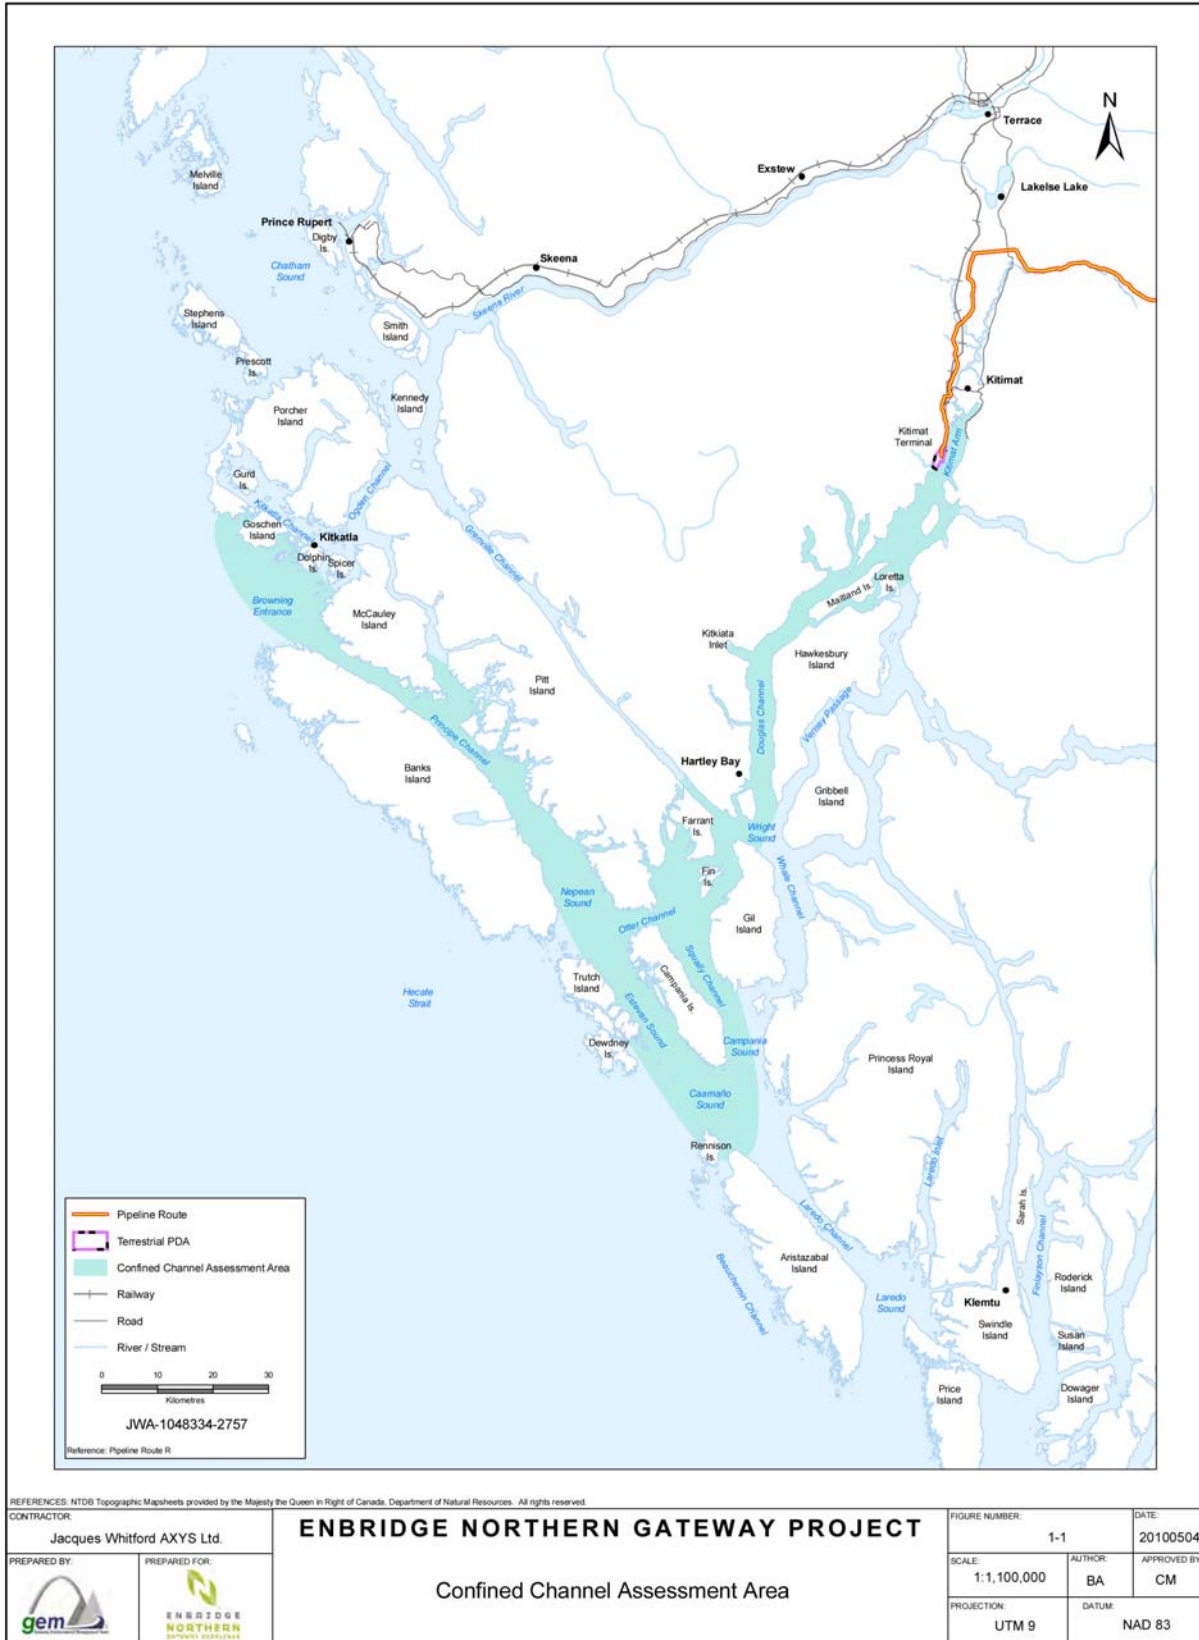 N
Terrace
Exstew
Lakelse Lake
Melville
Island
Prince Rupert
Digby
Is.
Chatham
Sound
Skeena
Skeena River
Stephens
Island
Smith
Island
Prescott
Is.
Kennedy
Island
Porcher
Island
Kitimat
Kitimat
Terminal
Kitimat Arm
Gurd
Is.
Ogden Channel
Kitkatla Channel
Goschen
Island
Kitkatla
Dolphin
Is.
Spicer
Is.
Grenville Channel
Browning
Entrance
McCauley
Island
Loretta
Is.
Maitland Is.
Kitkiata
Inlet
Hawkesbury
Island
Pitt
Island
Principe Channel
Douglas Channel
Verney Passage
Banks
Island
Hartley Bay
Gribbell
Island
Farrant
Is.
Wright
Sound
Fin
Is.
Whale Channel
Nepean
Sound
Otter Channel
Gil
Island
Squally Channel
Campania Is.
Trutch
Island
Hecate
Strait
Estevan Sound
Dewdney
Is.
Campania
Sound
Princess Royal
Island
Caamaño
Sound
Rennison
Is.
Laredo Inlet
Laredo Channel
Sarah Is.
Finlayson Channel
Aristazabal
Island
Beauchemin Channel
Laredo
Sound
Klemtu
Swindle
Island
Roderick
Island
Susan
Island
Price
Island
Dowager
Island
Pipeline Route
Terrestrial PDA
Confined Channel Assessment Area
Railway
Road
River / Stream
0 10 20 30
Kilometres
JWA-1048334-2757
Reference: Pipeline Route R
REFERENCES: NTDB Topographic Mapsheets provided by the Majesty the Queen in Right of Canada, Department of Natural Resources. All rights reserved.
CONTRACTOR:
Jacques Whitford AXYS Ltd.
PREPARED BY:
gem
PREPARED FOR:
ENBRIDGE
NORTHERN
ENBRIDGE NORTHERN GATEWAY PROJECT
Confined Channel Assessment Area
FIGURE NUMBER:
1-1
DATE:
20100504
SCALE:
1:1,100,000
AUTHOR:
BA
APPROVED BY:
CM
PROJECTION:
UTM 9
DATUM:
NAD 83